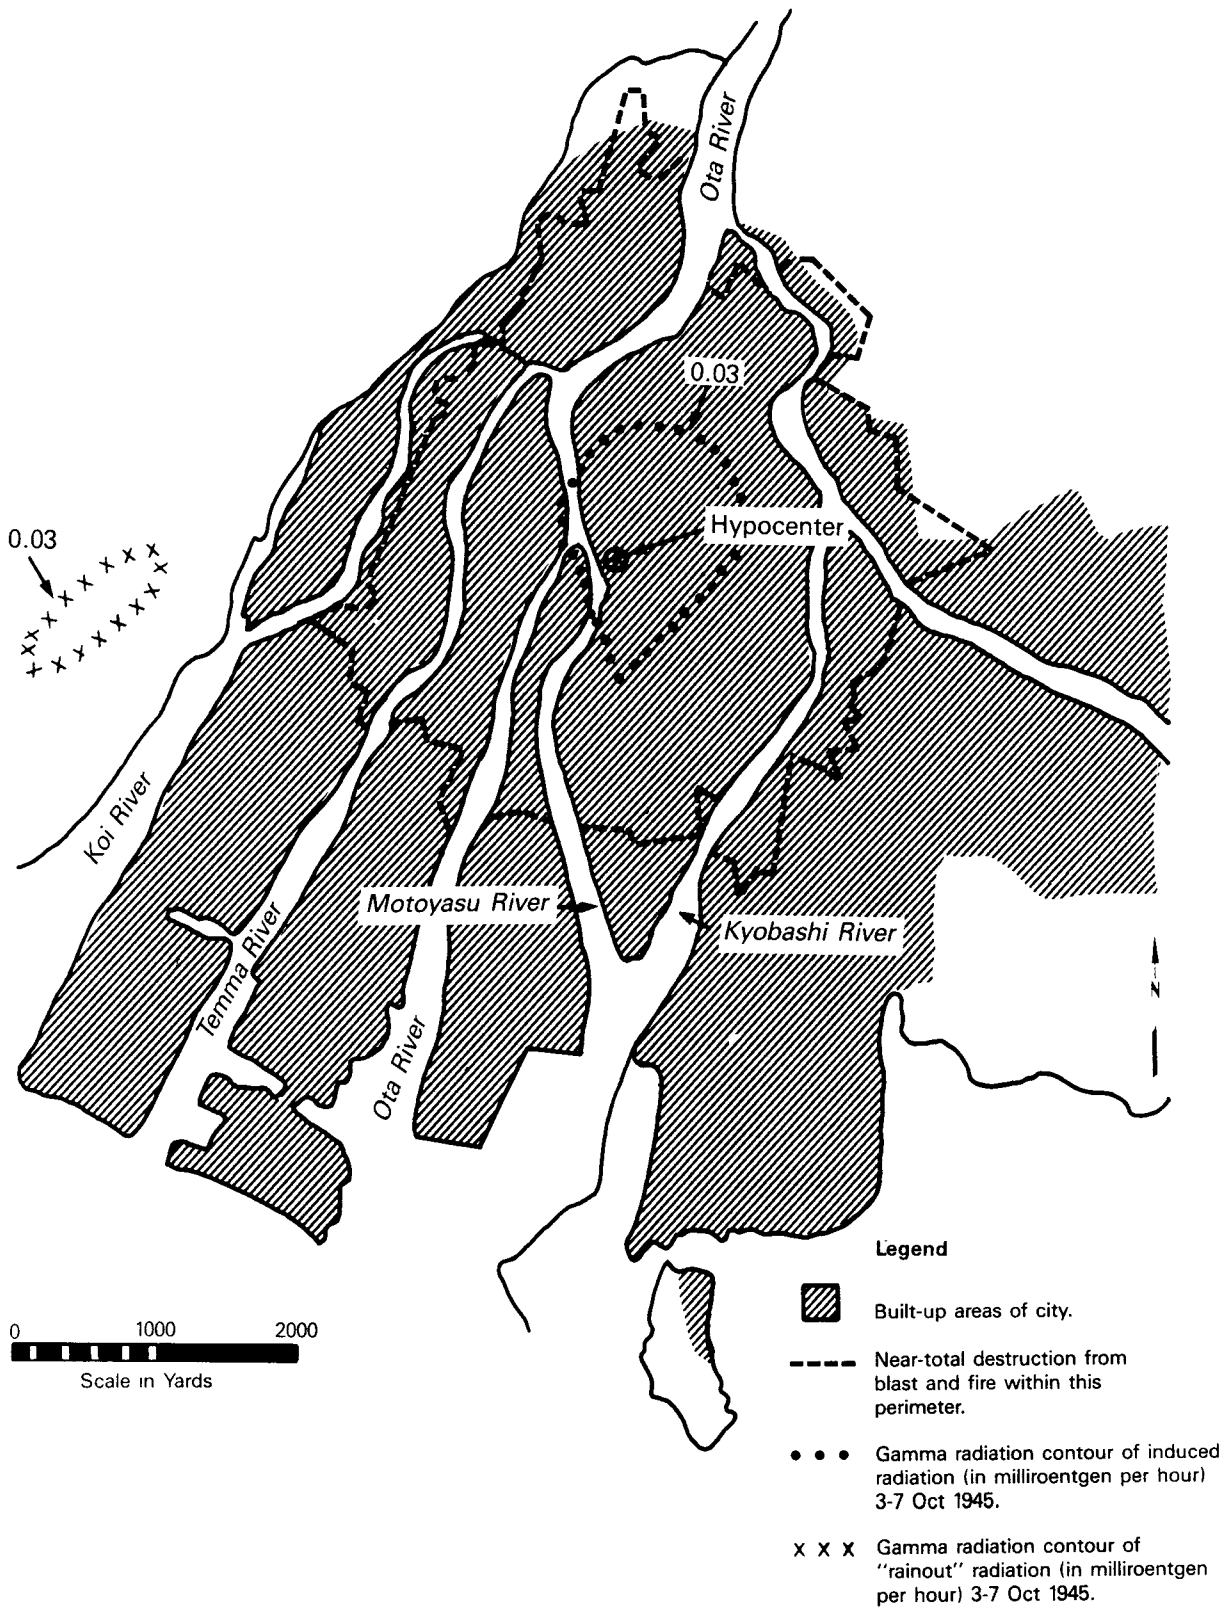 Ota River
0.03
Hypocenter
0.03
Koi River
Motoyasu River
Kyobashi River
Temma River
N
Ota River
Legend
Built-up areas of city.
0 1000 2000
Scale in Yards
Near-total destruction from
blast and fire within this
perimeter.
Gamma radiation contour of induced
radiation (in milliroentgen per hour)
3-7 Oct 1945.
x x x Gamma radiation contour of
"rainout" radiation (in milliroentgen
per hour) 3-7 Oct 1945.